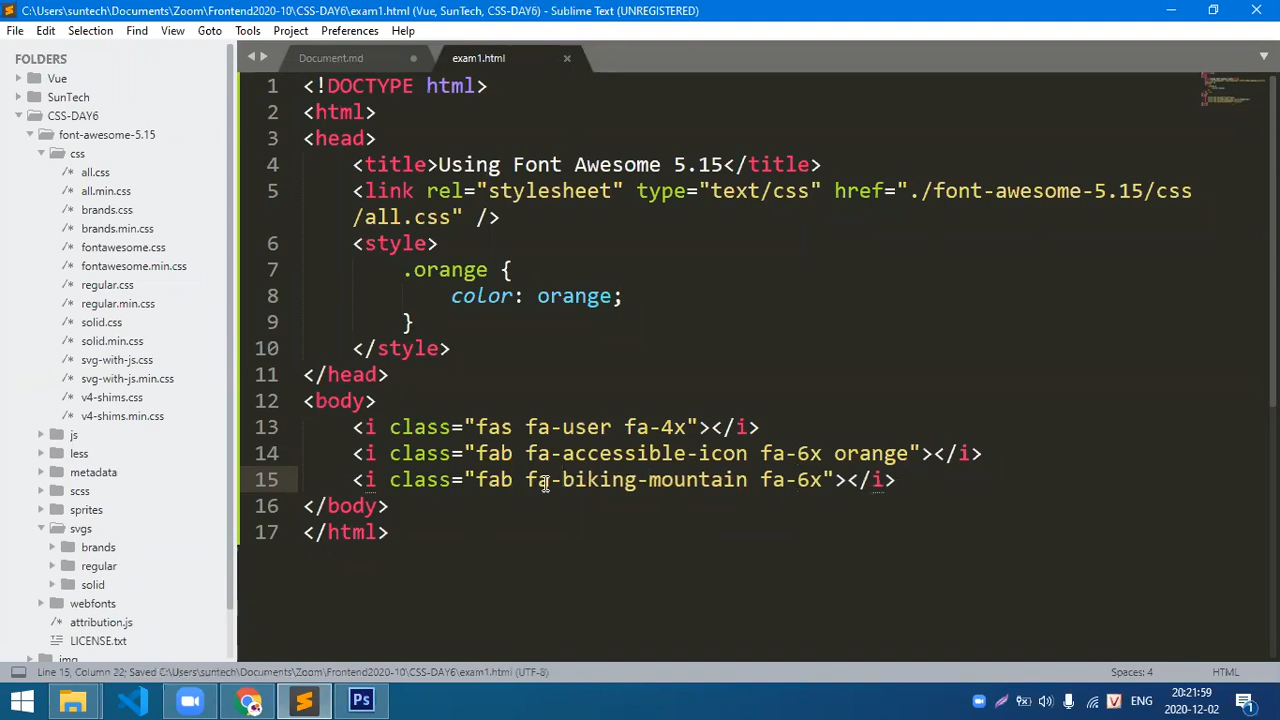 C:\Users\suntech\Documents\Zoom\Frontend2020-10\CSS-DAY6\exam1.html (Vue, SunTech, CSS-DAY6) - Sublime Text (UNREGISTERED)
File Edit Selection Find View Goto Tools Project Preferences Help
FOLDERS
Vue
SunTech
CSS-DAY6
font-awesome-5.15
css
/* all.css
/* all.min.css
/* brands.css
/* brands.min.css
/* fontawesome.css
/* fontawesome.min.css
/* regular.css
/* regular.min.css
/* solid.css
/* solid.min.css
/* svg-with-js.css
/* svg-with-js.min.css
/* v4-shims.css
/* v4-shims.min.css
js
less
metadata
scss
sprites
svgs
brands
regular
solid
webfonts
attribution.js
LICENSE.txt
img
Document.md
exam1.html
1 <!DOCTYPE html>
2 <html>
3 <head>
4 <title>Using Font Awesome 5.15</title>
5 <link rel="stylesheet" type="text/css" href="./font-awesome-5.15/css
/all.css" />
6 <style>
7 .orange {
8 color: orange;
9 }
10 </style>
11 </head>
12 <body>
13 <i class="fas fa-user fa-4x"></i>
14 <i class="fab fa-accessible-icon fa-6x orange"></i>
15 <i class="fab fa-biking-mountain fa-6x"></i>
16 </body>
17 </html>
Line 15, Column 22; Saved C:\Users\suntech\Documents\Zoom\Frontend2020-10\CSS-DAY6\exam1.html (UTF-8)
Spaces: 4
HTML
Ps
V
ENG
20:21:59
2020-12-02
1